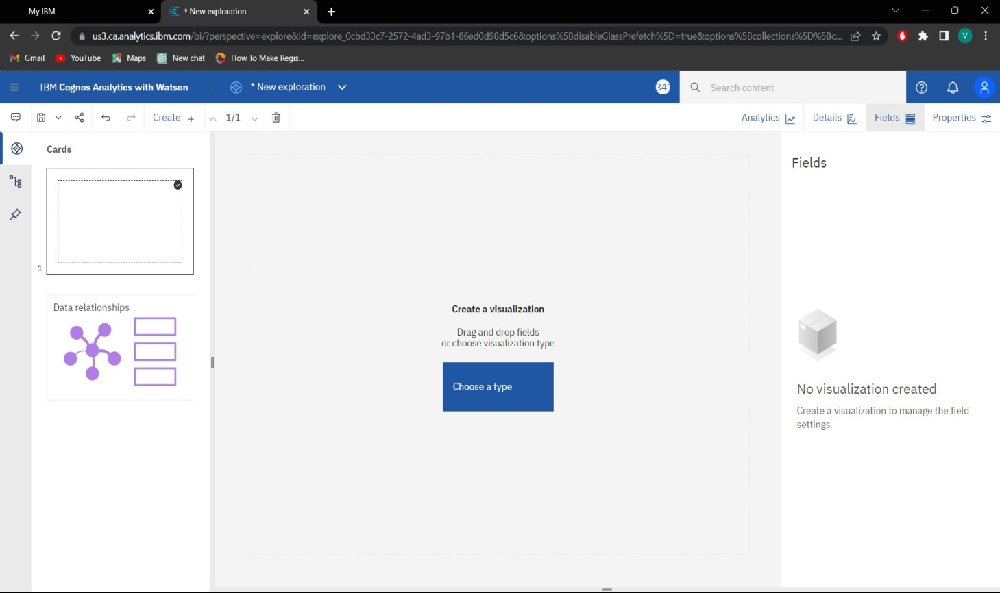 My IBM
* New exploration
us3.ca.analytics.ibm.com/bi/?perspective=explore&id=explore_0cbd33c7-2572-4ad3-97b1-86ed0d98d5c6&options%5BdisableGlassPrefetch%5D=true&options%5Bcollections%5D%5Bc...
V
Gmail
YouTube
Maps
New chat
How To Make Regis...
IBM Cognos Analytics with Watson
* New exploration
341
Search content
Create
1/1
Analytics
Details
Fields
Properties
Cards
1
Data relationships
Create a visualization
Drag and drop fields
or choose visualization type
Choose a type
Fields
No visualization created
Create a visualization to manage the field
settings.